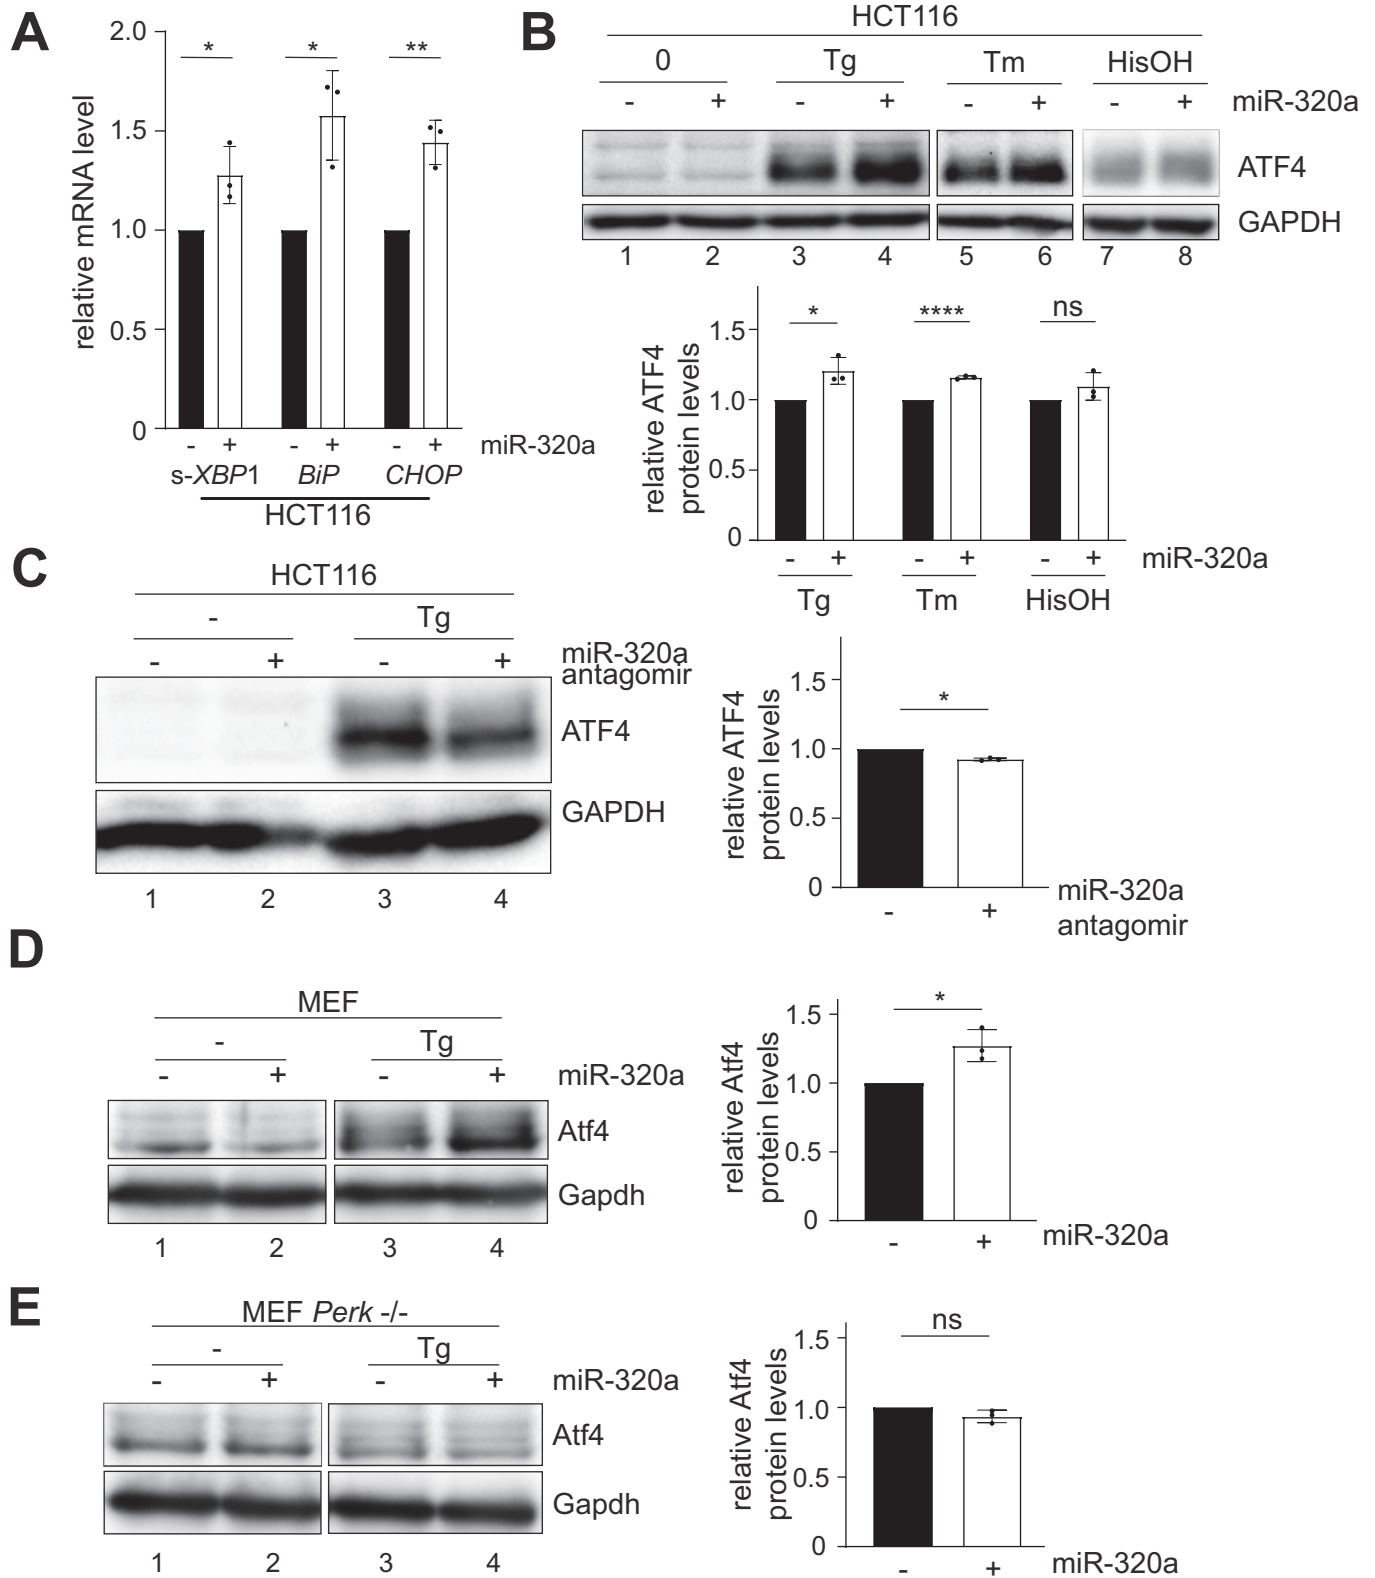 A
2.0
1.5
1.0
0.5
0
relative mRNA level
* * **
- + - + - + miR-320a
s-XBP1 BiP CHOP
HCT116
B
HCT116
0 Tg Tm HisOH
- + - + - + - + miR-320a
ATF4
GAPDH
1 2 3 4 5 6 7 8
relative ATF4
protein levels
1.5
1.0
0.5
0
* **** ns
- + - + - + miR-320a
Tg Tm HisOH
C
HCT116
- Tg
- + - + miR-320a
antagomir
ATF4
GAPDH
1 2 3 4
relative ATF4
protein levels
1.5
1.0
0.5
0
*
- + miR-320a
antagomir
D
MEF
- Tg
- + - + miR-320a
Atf4
Gapdh
1 2 3 4
relative Atf4
protein levels
1.5
1.0
0.5
0
*
- + miR-320a
E
MEF Perk -/-
- Tg
- + - + miR-320a
Atf4
Gapdh
1 2 3 4
relative Atf4
protein levels
1.5
1.0
0.5
0
ns
- + miR-320a